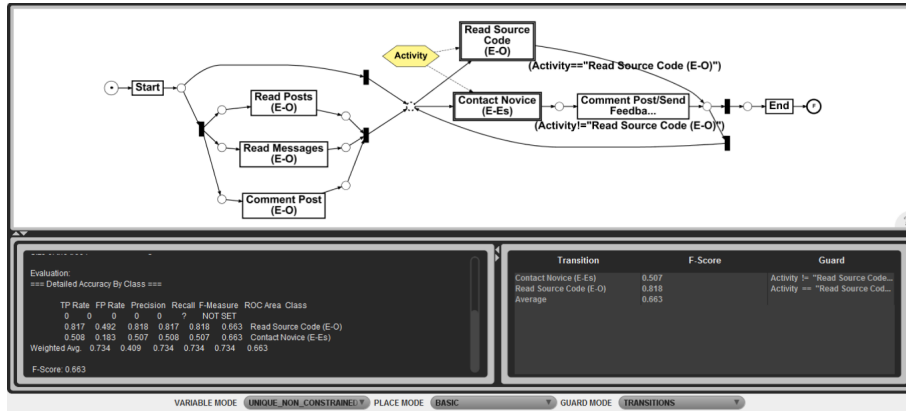 Read Source
Code
(E-O)
Activity
(Activity=="Read Source Code (E-O)")
Start
Read Posts
(E-O)
Contact Novice
(E-Es)
Comment Post/Send
Feedba...
End
F
(Activity!="Read Source Code (E-O)")
Read Messages
(E-O)
Comment Post
(E-O)
Evaluation:
=== Detailed Accuracy By Class ===
TP Rate FP Rate Precision Recall F-Measure ROC Area Class
0 0 0 0 0 ? NOT SET
0.817 0.492 0.818 0.817 0.818 0.663 Read Source Code (E-O)
0.508 0.183 0.507 0.508 0.507 0.663 Contact Novice (E-Es)
Weighted Avg. 0.734 0.409 0.734 0.734 0.734 0.663
F-Score: 0.663
Transition F-Score Guard
Contact Novice (E-Es) 0.507 Activity != "Read Source Code...
Read Source Code (E-O) 0.818 Activity == "Read Source Cod...
Average 0.663
VARIABLE MODE UNIQUE_NON_CONSTRAINED PLACE MODE BASIC GUARD MODE TRANSITIONS